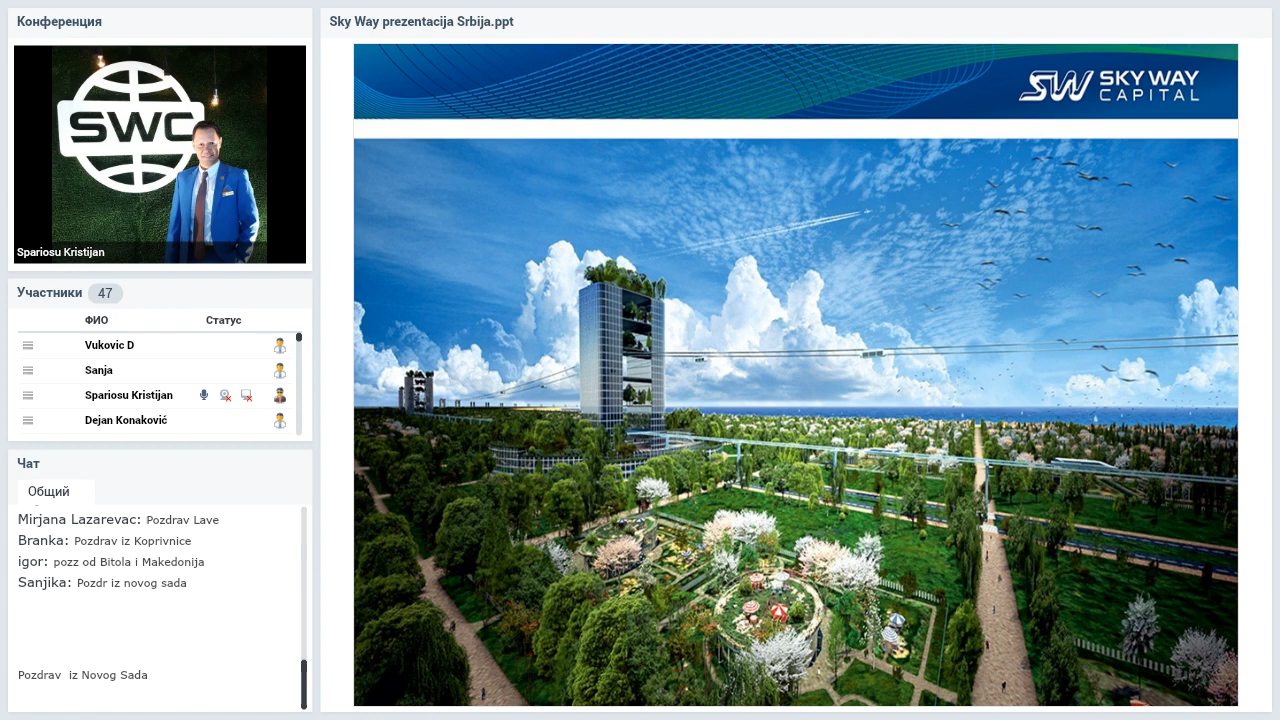 Конференция
SWC
Spariosu Kristijan
Участники 47
ФИО Статус
Vukovic D
Sanja
Spariosu Kristijan
Dejan Konaković
Чат
Общий
Mirjana Lazarevac: Pozdrav Lave
Branka: Pozdrav iz Koprivnice
igor: pozz od Bitola i Makedonija
Sanjika: Pozdr iz novog sada
Pozdrav iz Novog Sada
Sky Way prezentacija Srbija.ppt
SW SKY WAY
CAPITAL